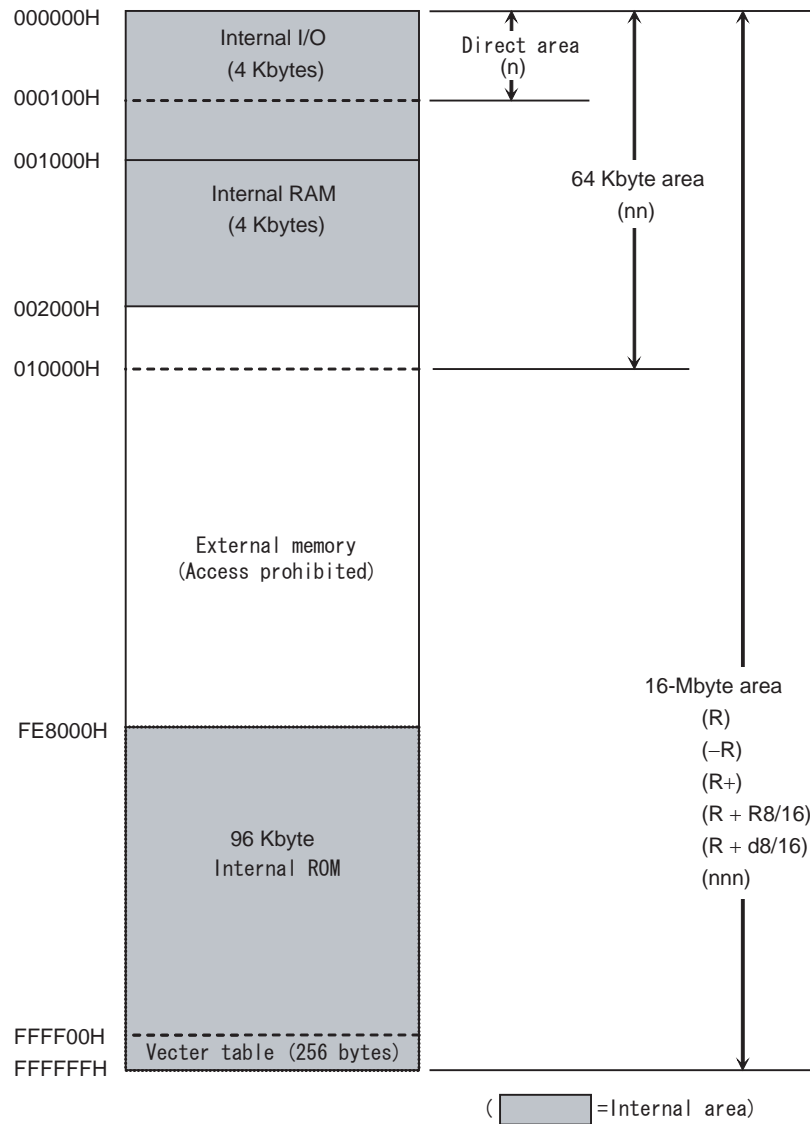 000000H
Internal I/O
(4 Kbytes)
Direct area
(n)
000100H
001000H
Internal RAM
(4 Kbytes)
64 Kbyte area
(nn)
002000H
010000H
External memory
(Access prohibited)
16-Mbyte area
(R)
(−R)
(R+)
(R + R8/16)
(R + d8/16)
(nnn)
FE8000H
96 Kbyte
Internal ROM
FFFF00H
Vecter table (256 bytes)
FFFFFFH
( =Internal area)